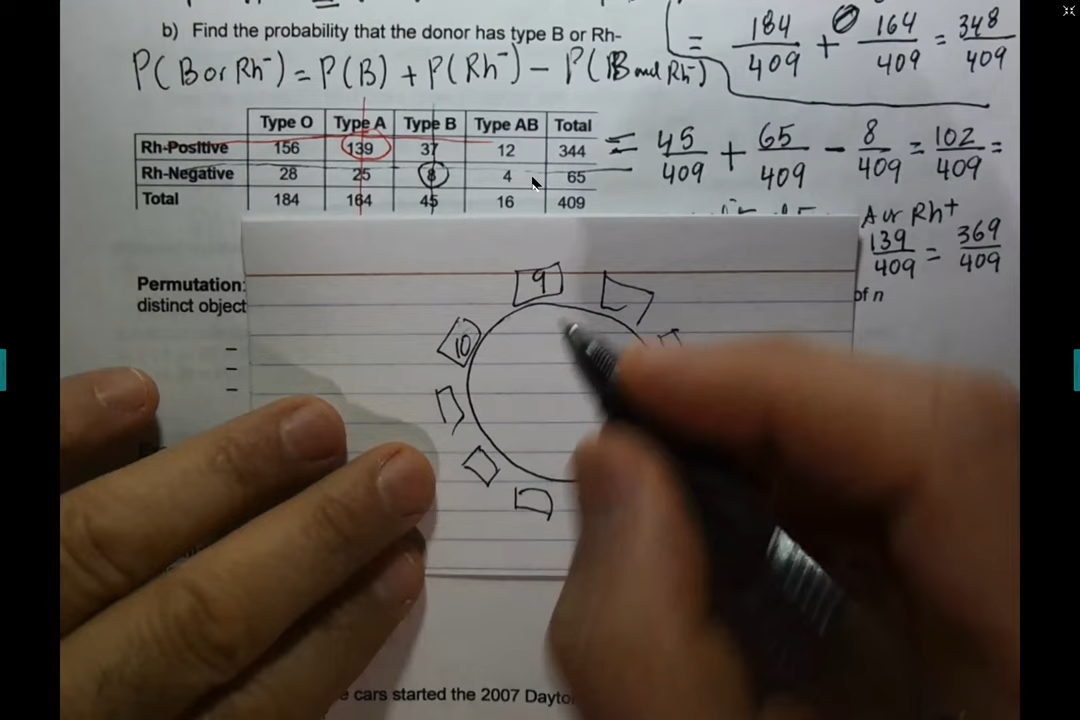 b) Find the probability that the donor has type B or Rh-
= 184/409 + 164/409 = 348/409
P(B or Rh⁻) = P(B) + P(Rh⁻) - P(B and Rh⁻)
Type O Type A Type B Type AB Total
Rh-Positive 156 139 37 12 344
Rh-Negative 28 25 8 4 65
Total 184 164 45 16 409
= 45/409 + 65/409 - 8/409 = 102/409 =
A or Rh+
139/409 = 369/409
Permutation:
of n
distinct object
9
10
cars started the 2007 Dayto